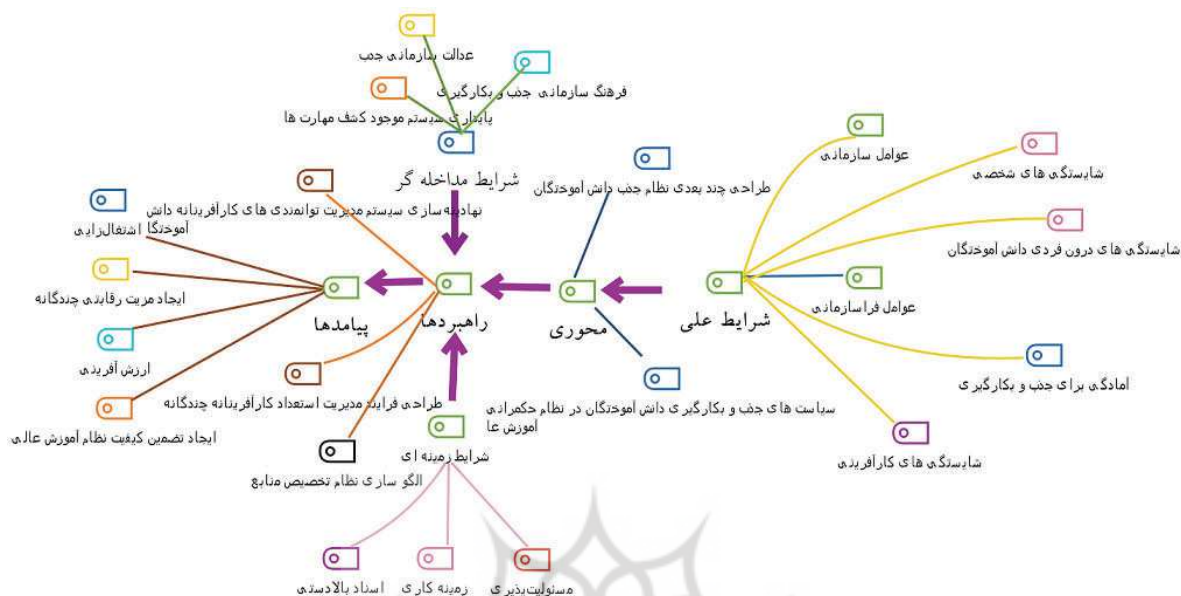 عدالت سازمانی جذب
فرهنگ سازمانی جذب و بکارگیری
پایداری سیستم موجود کشف مهارت ها
شرایط مداخله گر
عوامل سازمانی
شایستگی های شخصی
طراحی چند بعدی نظام جذب دانش آموختگان
نهادینه سازی سیستم مدیریت توانمندی های کارآفرینانه دانش
آموختگا
اشتغال‌زایی
شایستگی های درون فردی دانش آموختگان
ایجاد مزیت رقابتی چندگانه
عوامل فراسازمانی
شرایط علی
محوری
راهبردها
پیامدها
ارزش آفرینی
آمادگی برای جذب و بکارگیری
طراحی فرایند مدیریت استعداد کارآفرینانه چندگانه
سیاست های جذب و بکارگیری دانش آموختگان در نظام حکمرانی
آموزش عا
ایجاد تضمین کیفیت نظام آموزش عالی
شرایط زمینه ای
شایستگی های کارآفرینی
الگو سازی نظام تخصیص منابع
مسئولیت‌پذیری
زمینه کاری
اسناد بالادستی